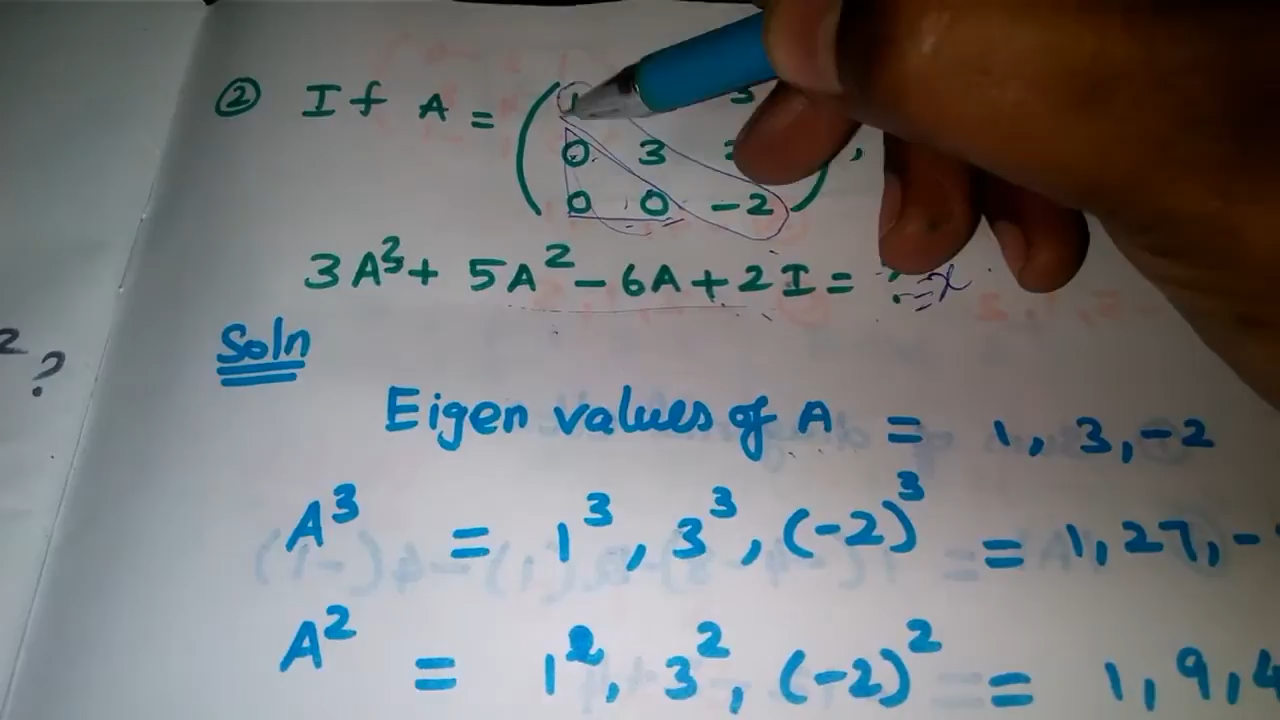 ② If A = ( 1
0 3
0 0 -2 ) ,
3A³ + 5A² - 6A + 2I = ? = x
Soln
Eigen values of A = 1, 3, -2
A³ = 1³, 3³, (-2)³ = 1, 27, -
A² = 1², 3², (-2)² = 1, 9, 4
2 ?